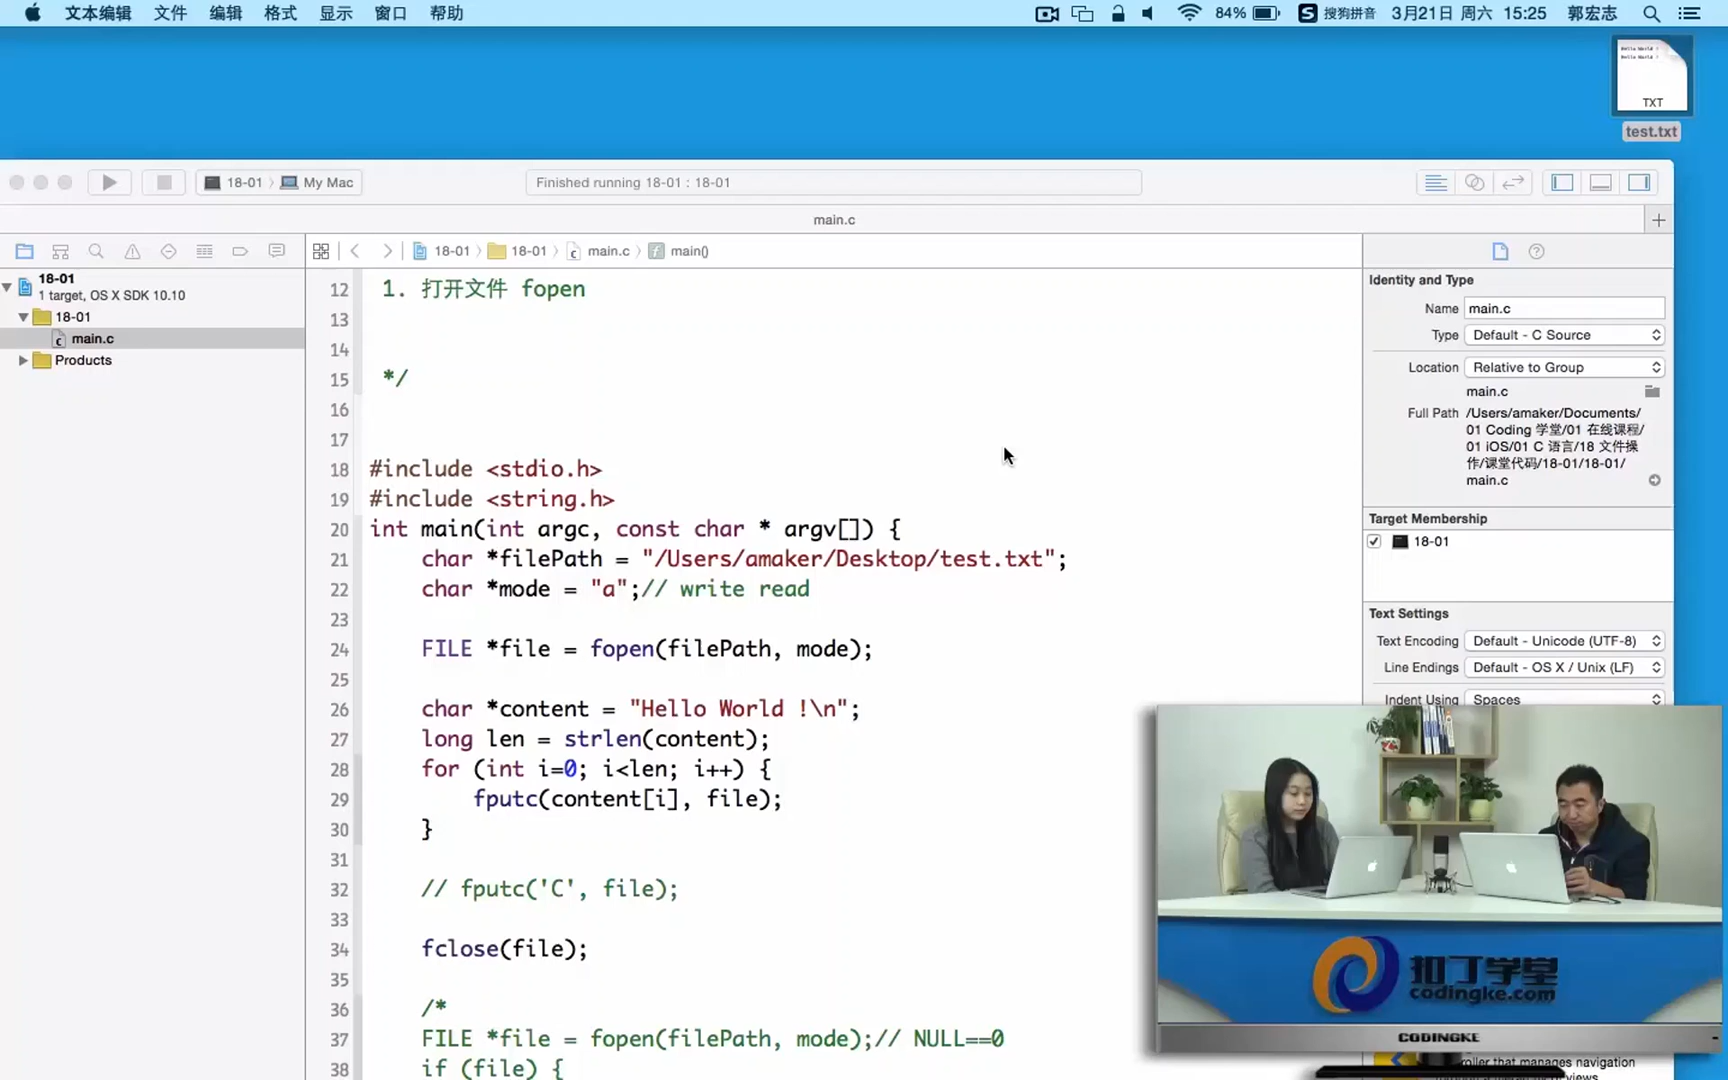 文本编辑 文件 编辑 格式 显示 窗口 帮助 84% S 搜狗拼音 3月21日 周六 15:25 郭宏志
Hello World !
Hello World !
TXT
test.txt
18-01 My Mac Finished running 18-01 : 18-01
main.c
18-01 18-01 main.c main()
18-01
1 target, OS X SDK 10.10
18-01
main.c
Products
12 1. 打开文件 fopen
13
14
15 */
16
17
18 #include <stdio.h>
19 #include <string.h>
20 int main(int argc, const char * argv[]) {
21 char *filePath = "/Users/amaker/Desktop/test.txt";
22 char *mode = "a";// write read
23
24 FILE *file = fopen(filePath, mode);
25
26 char *content = "Hello World !\n";
27 long len = strlen(content);
28 for (int i=0; i<len; i++) {
29 fputc(content[i], file);
30 }
31
32 // fputc('C', file);
33
34 fclose(file);
35
36 /*
37 FILE *file = fopen(filePath, mode);// NULL==0
38 if (file) {
Identity and Type
Name main.c
Type Default - C Source
Location Relative to Group
main.c
Full Path /Users/amaker/Documents/
01 Coding 学堂/01 在线课程/
01 iOS/01 C 语言/18 文件操
作/课堂代码/18-01/18-01/
main.c
Target Membership
18-01
Text Settings
Text Encoding Default - Unicode (UTF-8)
Line Endings Default - OS X / Unix (LF)
Indent Using Spaces
扣丁学堂
codingke.com
CODINGKE
roller that manages navigation
views.